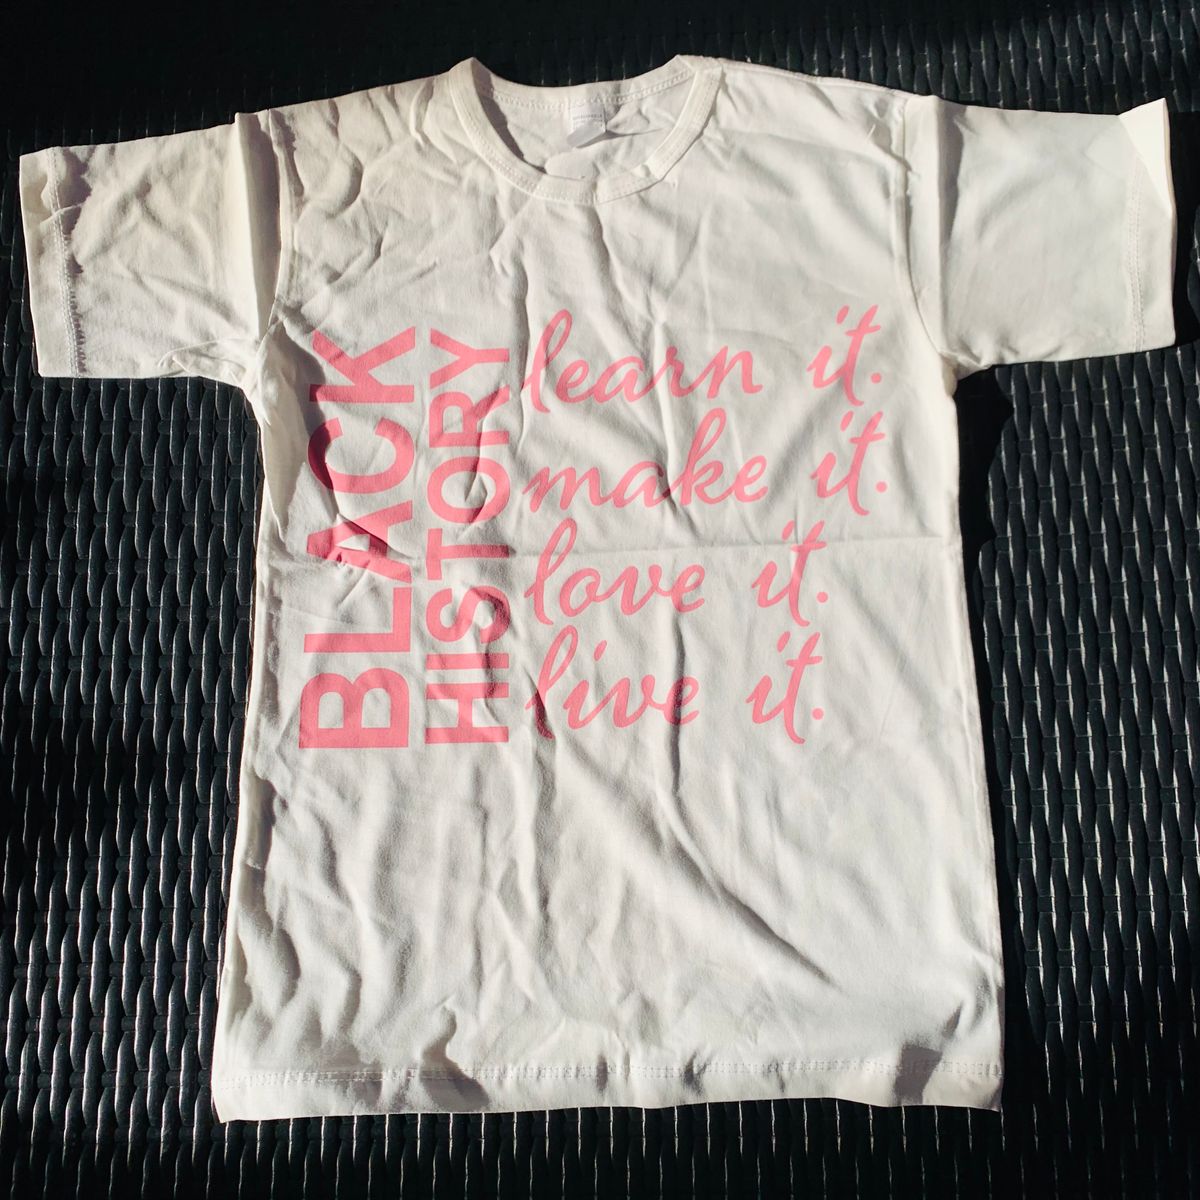 BLACK
HISTORY
learn it.
make it.
love it.
live it.